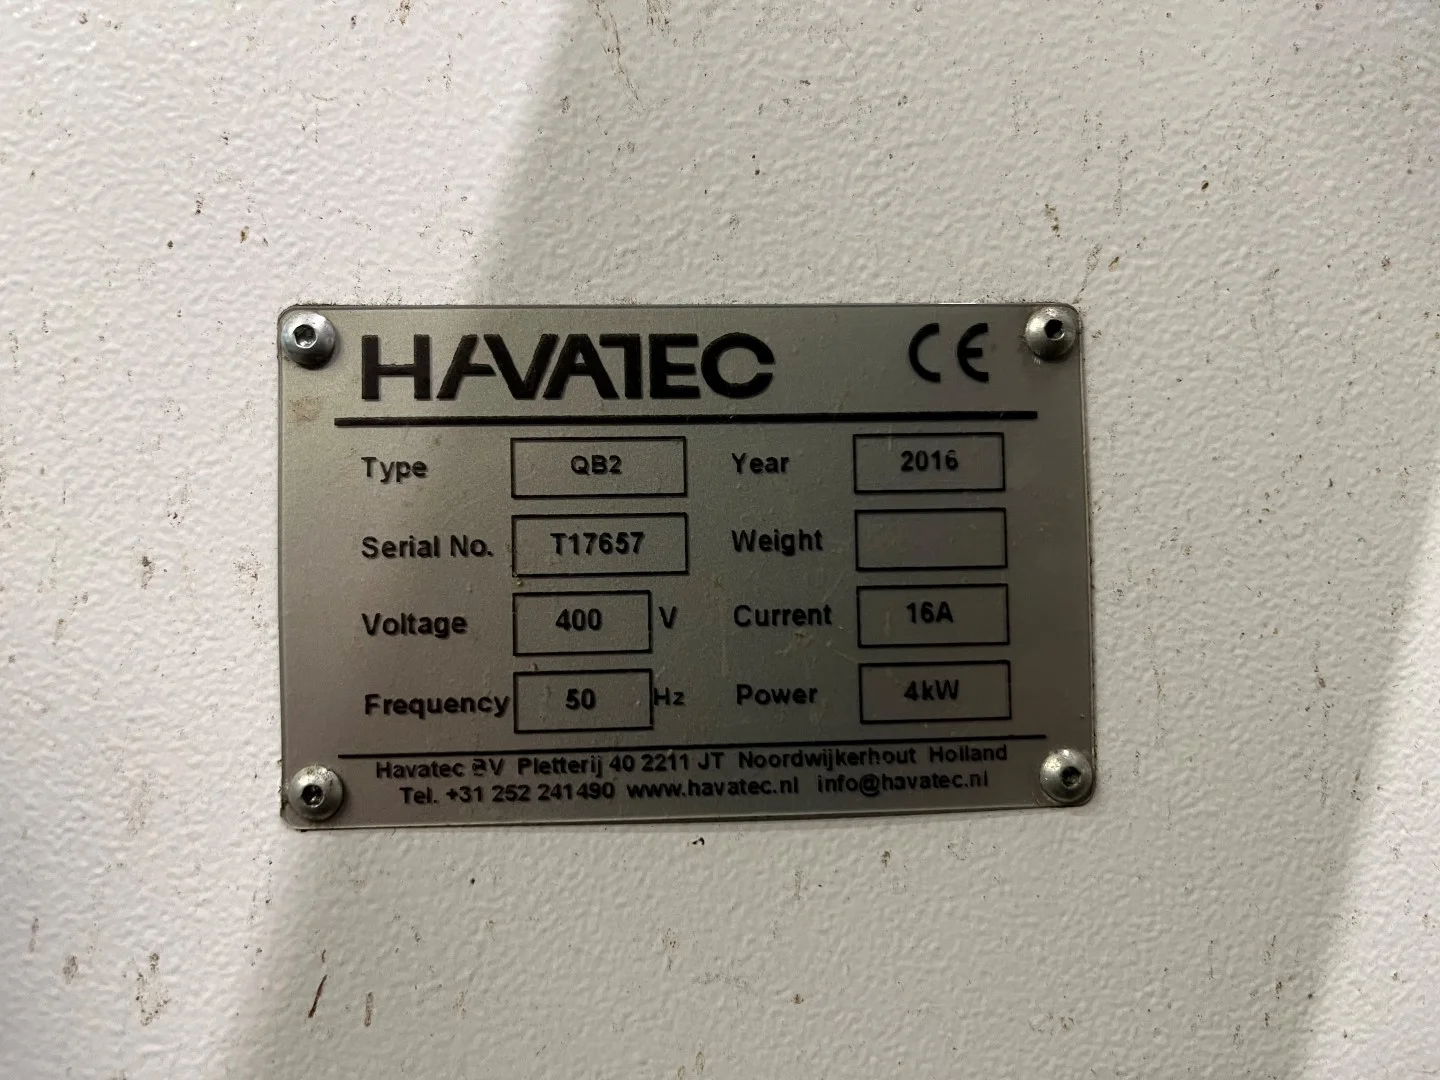 HAVATEC CE
Type QB2 Year 2016
Serial No. T17657 Weight
Voltage 400 V Current 16A
Frequency 50 Hz Power 4kW
Havatec BV Pletterij 40 2211 JT Noordwijkerhout Holland
Tel. +31 252 241490 www.havatec.nl info@havatec.nl